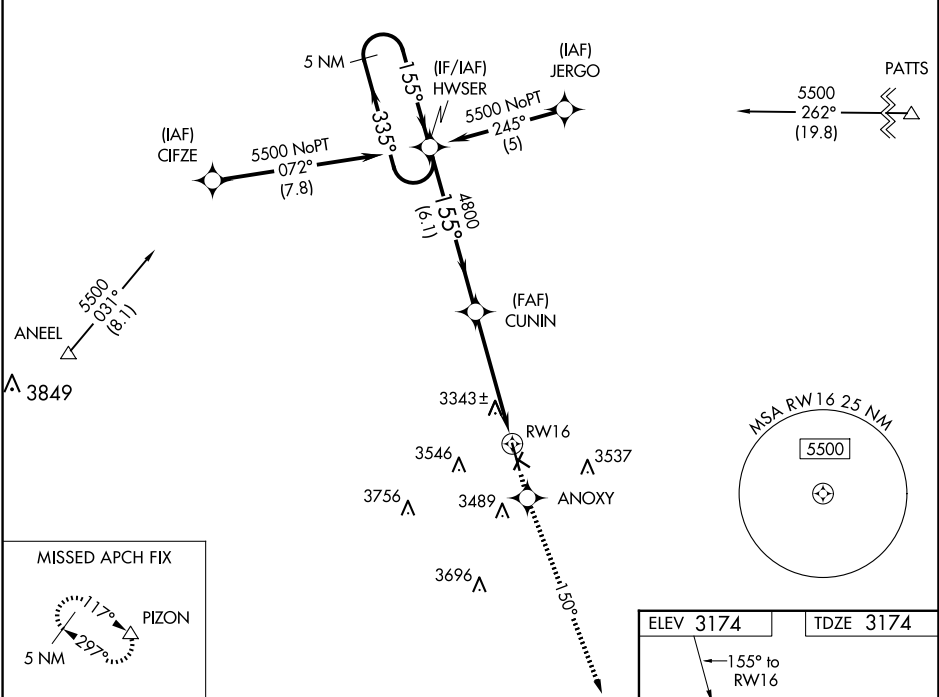 5 NM
155°
335°
(IF/IAF)
HWSER
(IAF)
JERGO
5500 NoPT
245°
(5)
PATTS
5500
262°
(19.8)
(IAF)
CIFZE
5500 NoPT
072°
(7.8)
4800
155°
(6.1)
5500
031°
(8.1)
ANEEL
3849
(FAF)
CUNIN
3343±
RW16
3546
3537
3756
3489
ANOXY
3696
150°
MSA RW16 25 NM
5500
MISSED APCH FIX
117°
297°
PIZON
5 NM
ELEV 3174
TDZE 3174
155° to
RW16